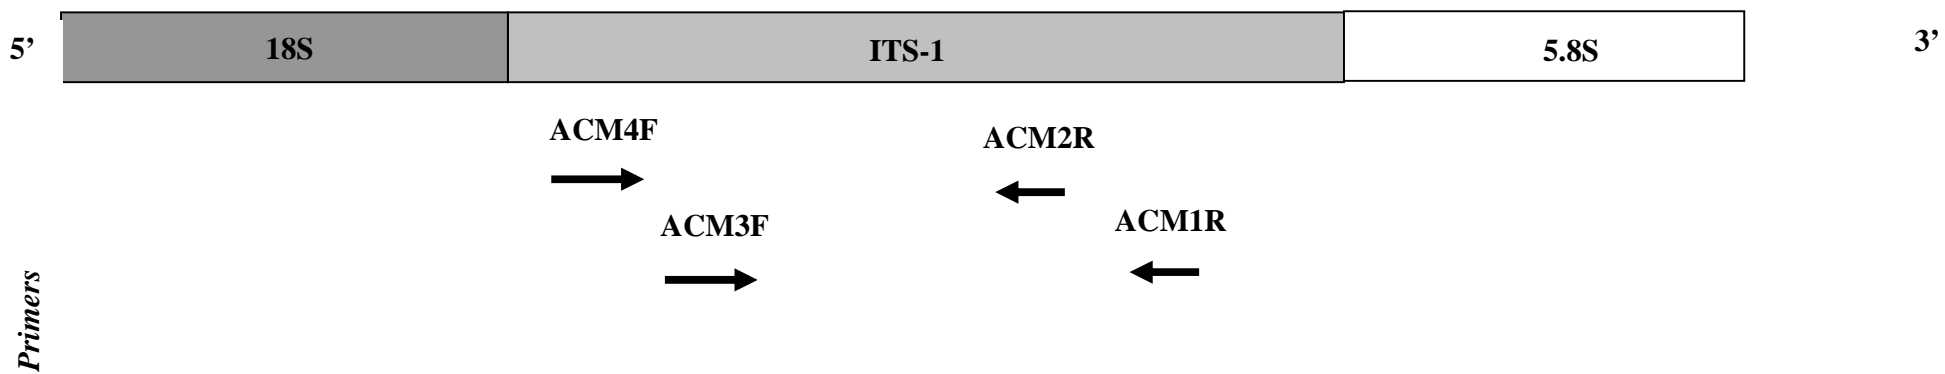 5’ 18S ITS-1 5.8S 3’
ACM4F
ACM2R
ACM3F
ACM1R
Primers